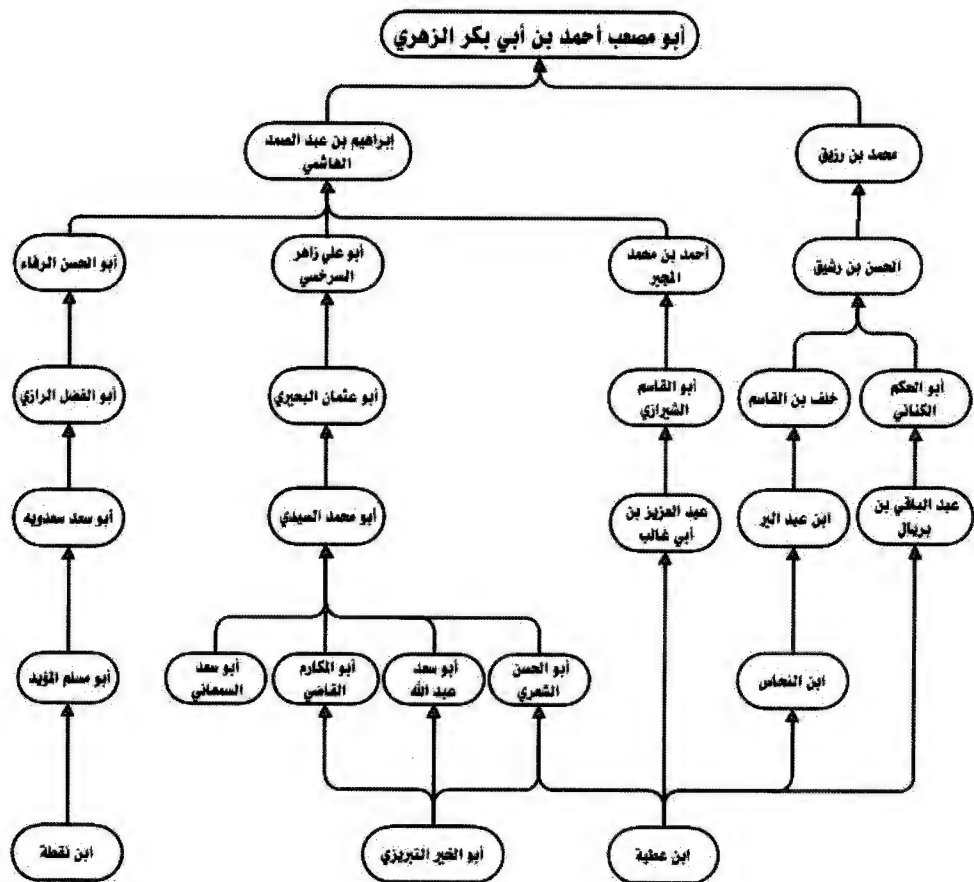 أبو مصعب أحمد بن أبي بكر الزهري
إبراهيم بن عبد الصمد
الهاشمي
محمد بن رزيق
الحسن بن رشيق
أحمد بن محمد
المجبر
أبو علي زاهر
السرخسي
أبو الحسن الرفاء
أبو الحكم
الكناني
خلف بن القاسم
أبو القاسم
الشيرازي
أبو عثمان البحيري
أبو الفضل الرازي
عبد الباقي بن
بريال
ابن عبد البر
عبد العزيز بن
أبي غالب
أبو محمد السيدي
أبو سعد سعدويه
ابن النحاس
أبو الحسن
الشعري
أبو سعد
عبد الله
أبو المكارم
القاضي
أبو سعد
السمعاني
أبو مسلم المؤيد
ابن عطية
أبو الخير التبريزي
ابن نقطة